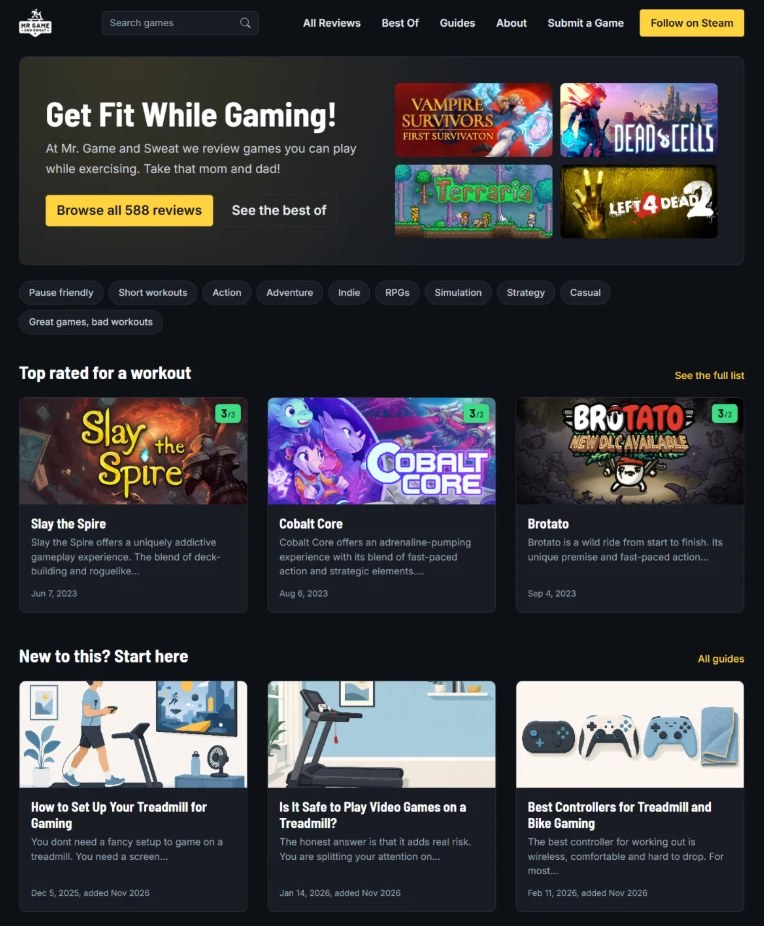 MR GAME
AND SWEAT
Search games
All Reviews
Best Of
Guides
About
Submit a Game
Follow on Steam
Get Fit While Gaming!
At Mr. Game and Sweat we review games you can play
while exercising. Take that mom and dad!
Browse all 588 reviews
See the best of
VAMPIRE
SURVIVORS
FIRST SURVIVATON
DEAD CELLS
Terraria
LEFT 4 DEAD 2
Pause friendly
Short workouts
Action
Adventure
Indie
RPGs
Simulation
Strategy
Casual
Great games, bad workouts
Top rated for a workout
See the full list
Slay
the
Spire
3/3
COBALT
CORE
3/3
BROTATO
NEW DLC AVAILABLE
3/3
Slay the Spire
Slay the Spire offers a uniquely addictive
gameplay experience. The blend of deck-
building and roguelike...
Jun 7, 2023
Cobalt Core
Cobalt Core offers an adrenaline-pumping
experience with its blend of fast-paced
action and strategic elements....
Aug 6, 2023
Brotato
Brotato is a wild ride from start to finish. Its
unique premise and fast-paced action...
Sep 4, 2023
New to this? Start here
All guides
How to Set Up Your Treadmill for
Gaming
You dont need a fancy setup to game on a
treadmill. You need a screen...
Dec 5, 2025, added Nov 2026
Is It Safe to Play Video Games on a
Treadmill?
The honest answer is that it adds real risk.
You are splitting your attention on...
Jan 14, 2026, added Nov 2026
Best Controllers for Treadmill and
Bike Gaming
The best controller for working out is
wireless, comfortable and hard to drop. For
most...
Feb 11, 2026, added Nov 2026